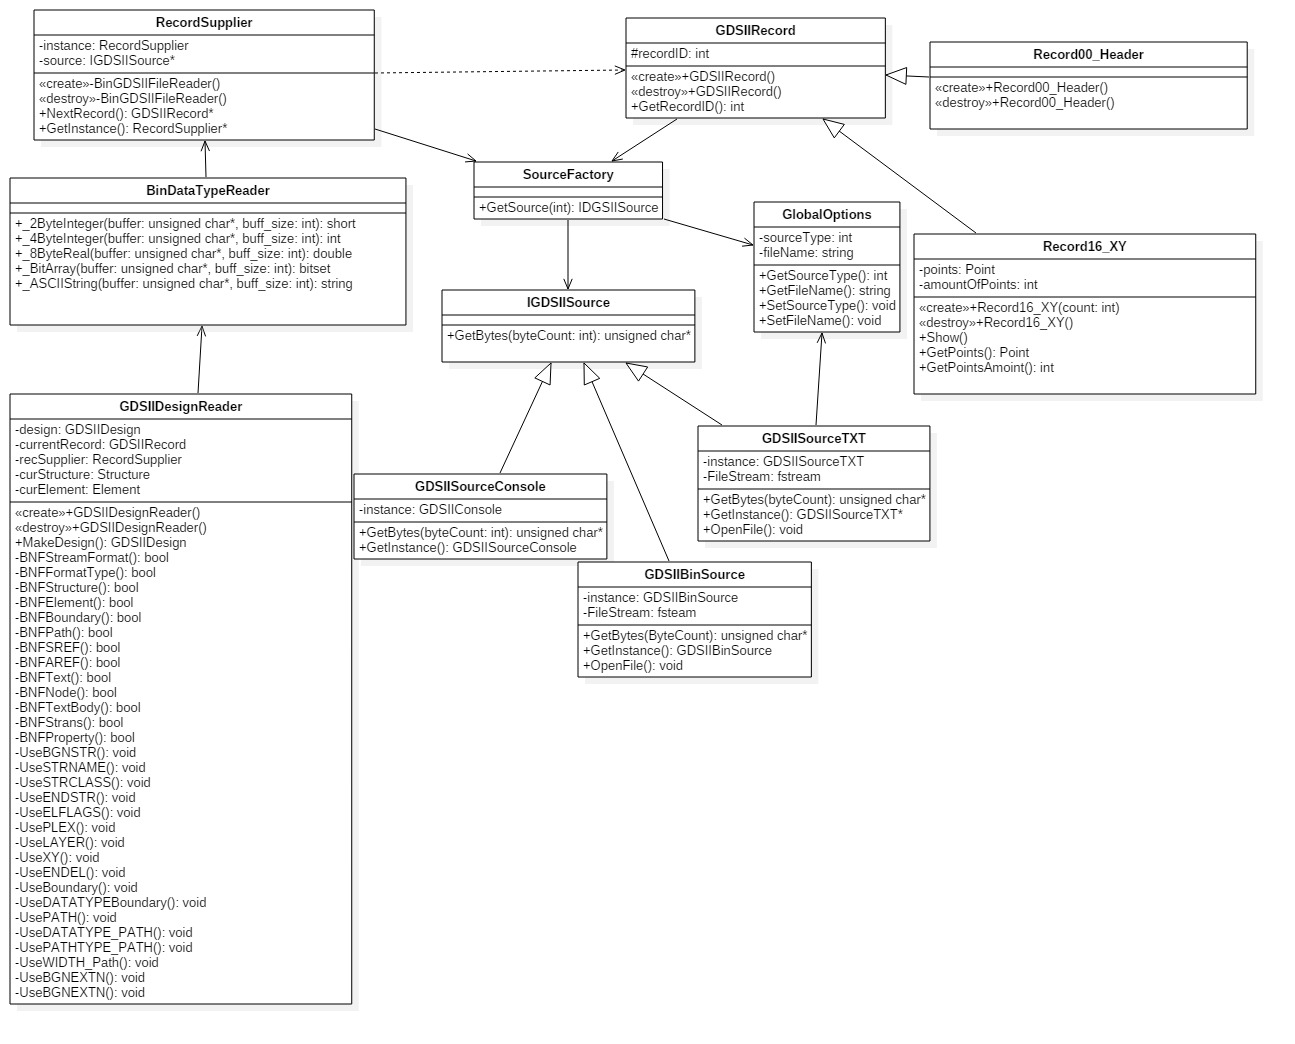 RecordSupplier
-instance: RecordSupplier
-source: IGDSIISource*
«create»-BinGDSIIFileReader()
«destroy»-BinGDSIIFileReader()
+NextRecord(): GDSIIRecord*
+GetInstance(): RecordSupplier*
GDSIIRecord
#recordID: int
«create»+GDSIIRecord()
«destroy»+GDSIIRecord()
+GetRecordID(): int
Record00_Header
«create»+Record00_Header()
«destroy»+Record00_Header()
SourceFactory
+GetSource(int): IDGSIISource
BinDataTypeReader
+_2ByteInteger(buffer: unsigned char*, buff_size: int): short
+_4ByteInteger(buffer: unsigned char*, buff_size: int): int
+_8ByteReal(buffer: unsigned char*, buff_size: int): double
+_BitArray(buffer: unsigned char*, buff_size: int): bitset
+_ASCIIString(buffer: unsigned char*, buff_size: int): string
GlobalOptions
-sourceType: int
-fileName: string
+GetSourceType(): int
+GetFileName(): string
+SetSourceType(): void
+SetFileName(): void
Record16_XY
-points: Point
-amountOfPoints: int
«create»+Record16_XY(count: int)
«destroy»+Record16_XY()
+Show()
+GetPoints(): Point
+GetPointsAmoint(): int
IGDSIISource
+GetBytes(byteCount: int): unsigned char*
GDSIIDesignReader
-design: GDSIIDesign
-currentRecord: GDSIIRecord
-recSupplier: RecordSupplier
-curStructure: Structure
-curElement: Element
«create»+GDSIIDesignReader()
«destroy»+GDSIIDesignReader()
+MakeDesign(): GDSIIDesign
-BNFStreamFormat(): bool
-BNFFormatType(): bool
-BNFStructure(): bool
-BNFElement(): bool
-BNFBoundary(): bool
-BNFPath(): bool
-BNFSREF(): bool
-BNFAREF(): bool
-BNFText(): bool
-BNFNode(): bool
-BNFTextBody(): bool
-BNFStrans(): bool
-BNFProperty(): bool
-UseBGNSTR(): void
-UseSTRNAME(): void
-UseSTRCLASS(): void
-UseENDSTR(): void
-UseELFLAGS(): void
-UsePLEX(): void
-UseLAYER(): void
-UseXY(): void
-UseENDEL(): void
-UseBoundary(): void
-UseDATATYPEBoundary(): void
-UsePATH(): void
-UseDATATYPE_PATH(): void
-UsePATHTYPE_PATH(): void
-UseWIDTH_Path(): void
-UseBGNEXTN(): void
-UseBGNEXTN(): void
GDSIISourceConsole
-instance: GDSIIConsole
+GetBytes(byteCount: int): unsigned char*
+GetInstance(): GDSIISourceConsole
GDSIISourceTXT
-instance: GDSIISourceTXT
-FileStream: fstream
+GetBytes(byteCount): unsigned char*
+GetInstance(): GDSIISourceTXT*
+OpenFile(): void
GDSIIBinSource
-instance: GDSIIBinSource
-FileStream: fsteam
+GetBytes(ByteCount): unsigned char*
+GetInstance(): GDSIIBinSource
+OpenFile(): void